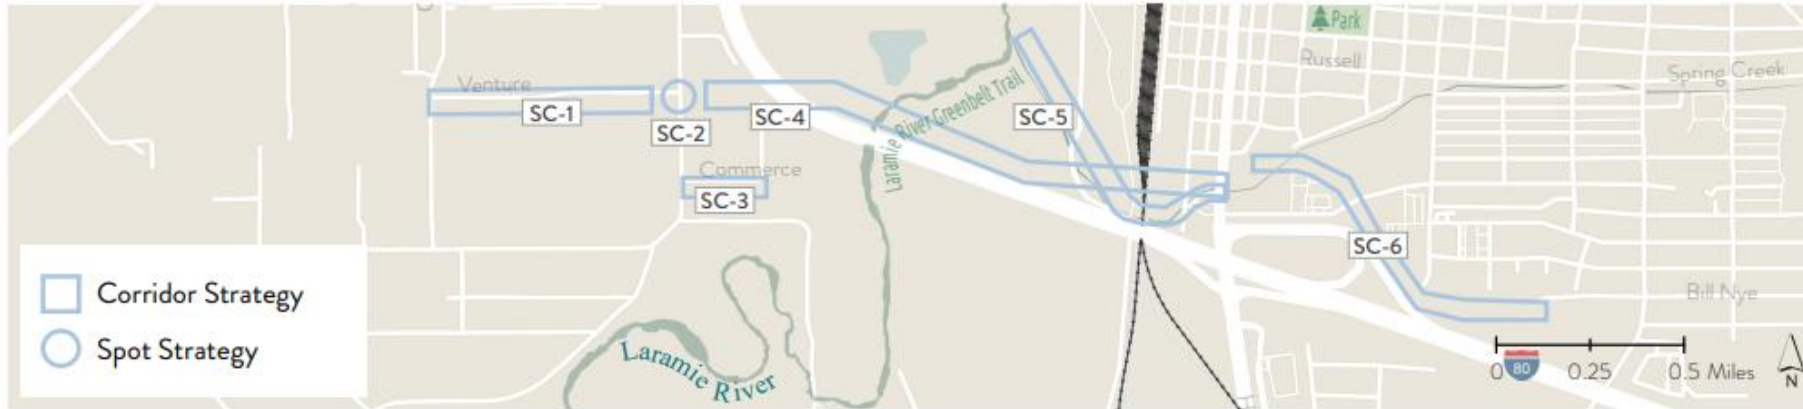 Park
Russell
Spring Creek
Venture
SC-1
SC-2
SC-4
SC-5
Laramie River Greenbelt Trail
Commerce
SC-3
SC-6
Bill Nye
Corridor Strategy
Spot Strategy
Laramie River
0 80 0.25 0.5 Miles
N